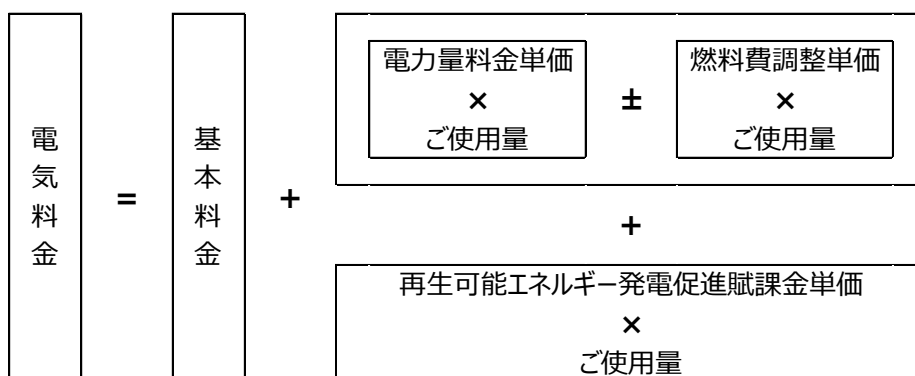 電気料金
=
基本料金
+
電力量料金単価
×
ご使用量
±
燃料費調整単価
×
ご使用量
+
再生可能エネルギー発電促進賦課金単価
×
ご使用量